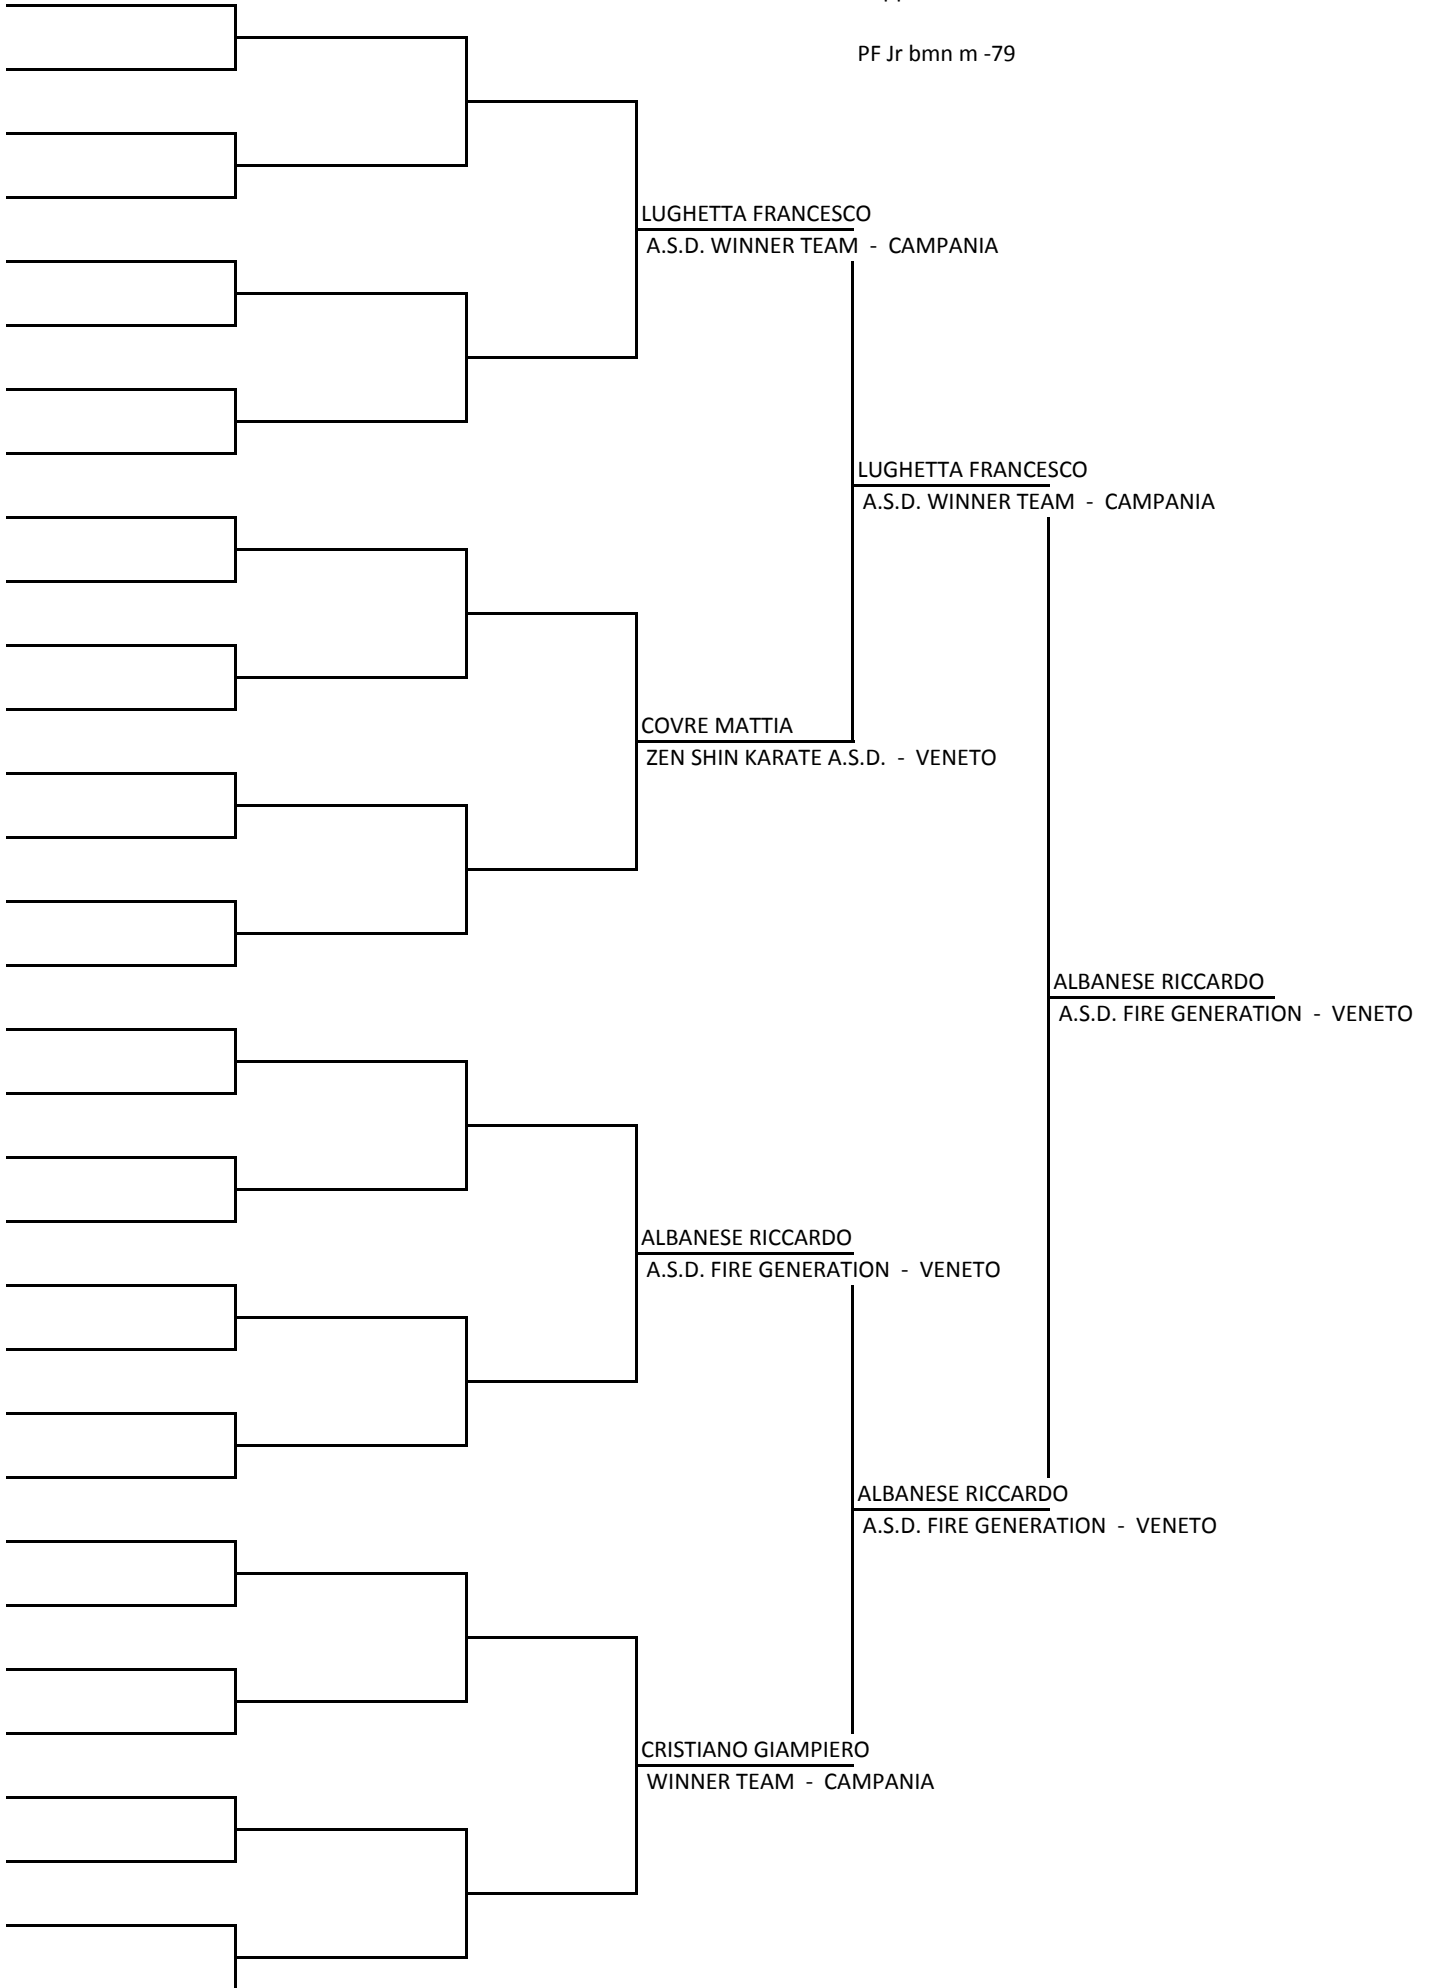 PF Jr bmn m -79
LUGHETTA FRANCESCO
A.S.D. WINNER TEAM - CAMPANIA
LUGHETTA FRANCESCO
A.S.D. WINNER TEAM - CAMPANIA
COVRE MATTIA
ZEN SHIN KARATE A.S.D. - VENETO
ALBANESE RICCARDO
A.S.D. FIRE GENERATION - VENETO
ALBANESE RICCARDO
A.S.D. FIRE GENERATION - VENETO
ALBANESE RICCARDO
A.S.D. FIRE GENERATION - VENETO
CRISTIANO GIAMPIERO
WINNER TEAM - CAMPANIA